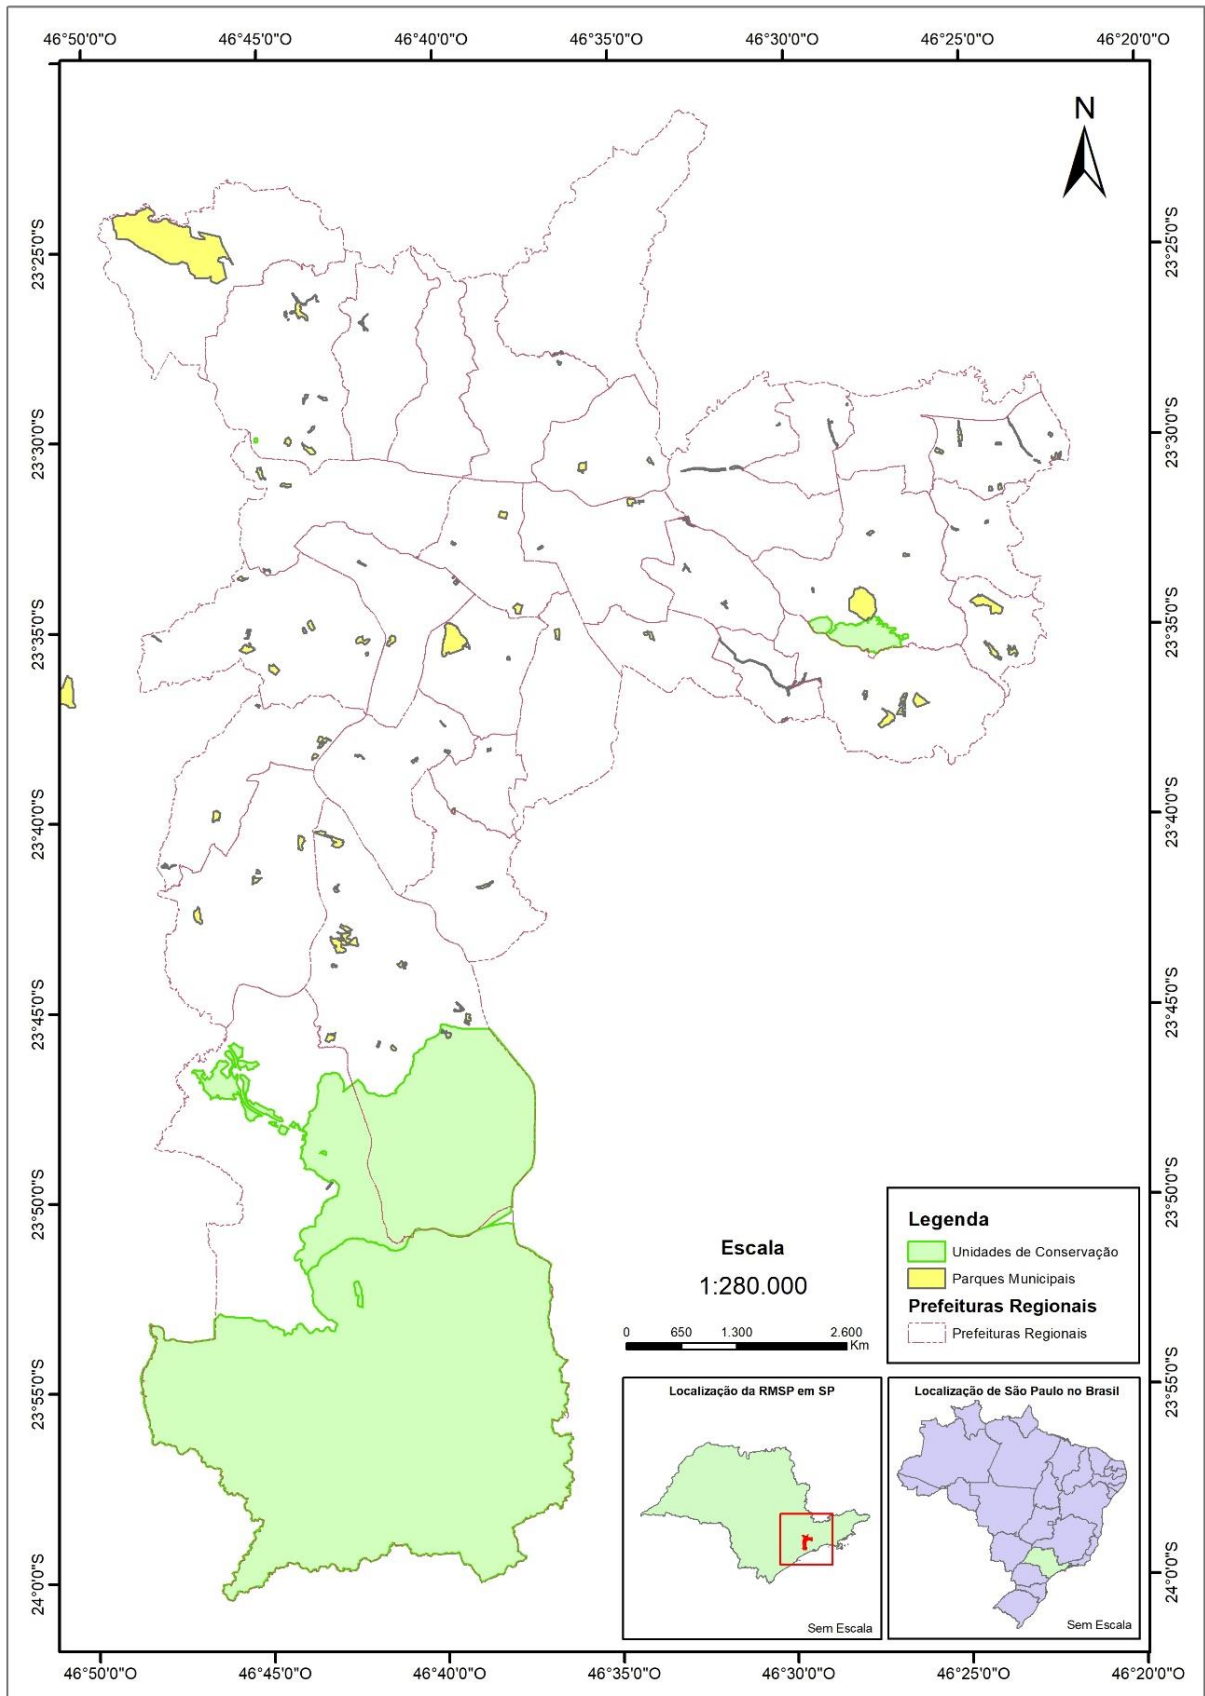 46°50'0"O 46°45'0"O 46°40'0"O 46°35'0"O 46°30'0"O 46°25'0"O 46°20'0"O
N
23°25'0"S 23°25'0"S
23°30'0"S 23°30'0"S
23°35'0"S 23°35'0"S
23°40'0"S 23°40'0"S
23°45'0"S 23°45'0"S
23°50'0"S 23°50'0"S
Escala
1:280.000
0 650 1.300 2.600
Km
Legenda
Unidades de Conservação
Parques Municipais
Prefeituras Regionais
Prefeituras Regionais
23°55'0"S 23°55'0"S
Localização da RMSP em SP
Sem Escala
Localização de São Paulo no Brasil
Sem Escala
24°0'0"S 24°0'0"S
46°50'0"O 46°45'0"O 46°40'0"O 46°35'0"O 46°30'0"O 46°25'0"O 46°20'0"O